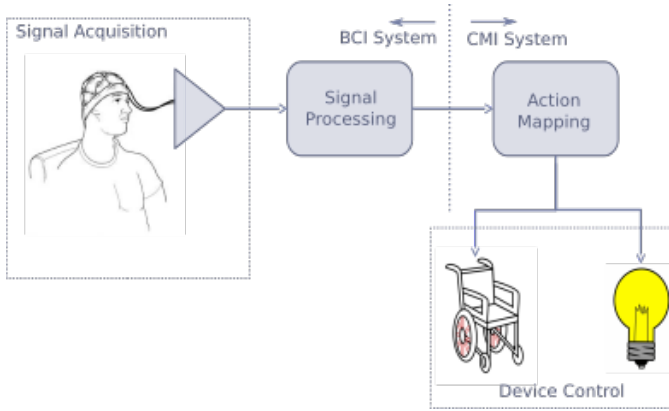 Signal Acquisition
BCI System
CMI System
Signal
Processing
Action
Mapping
Device Control